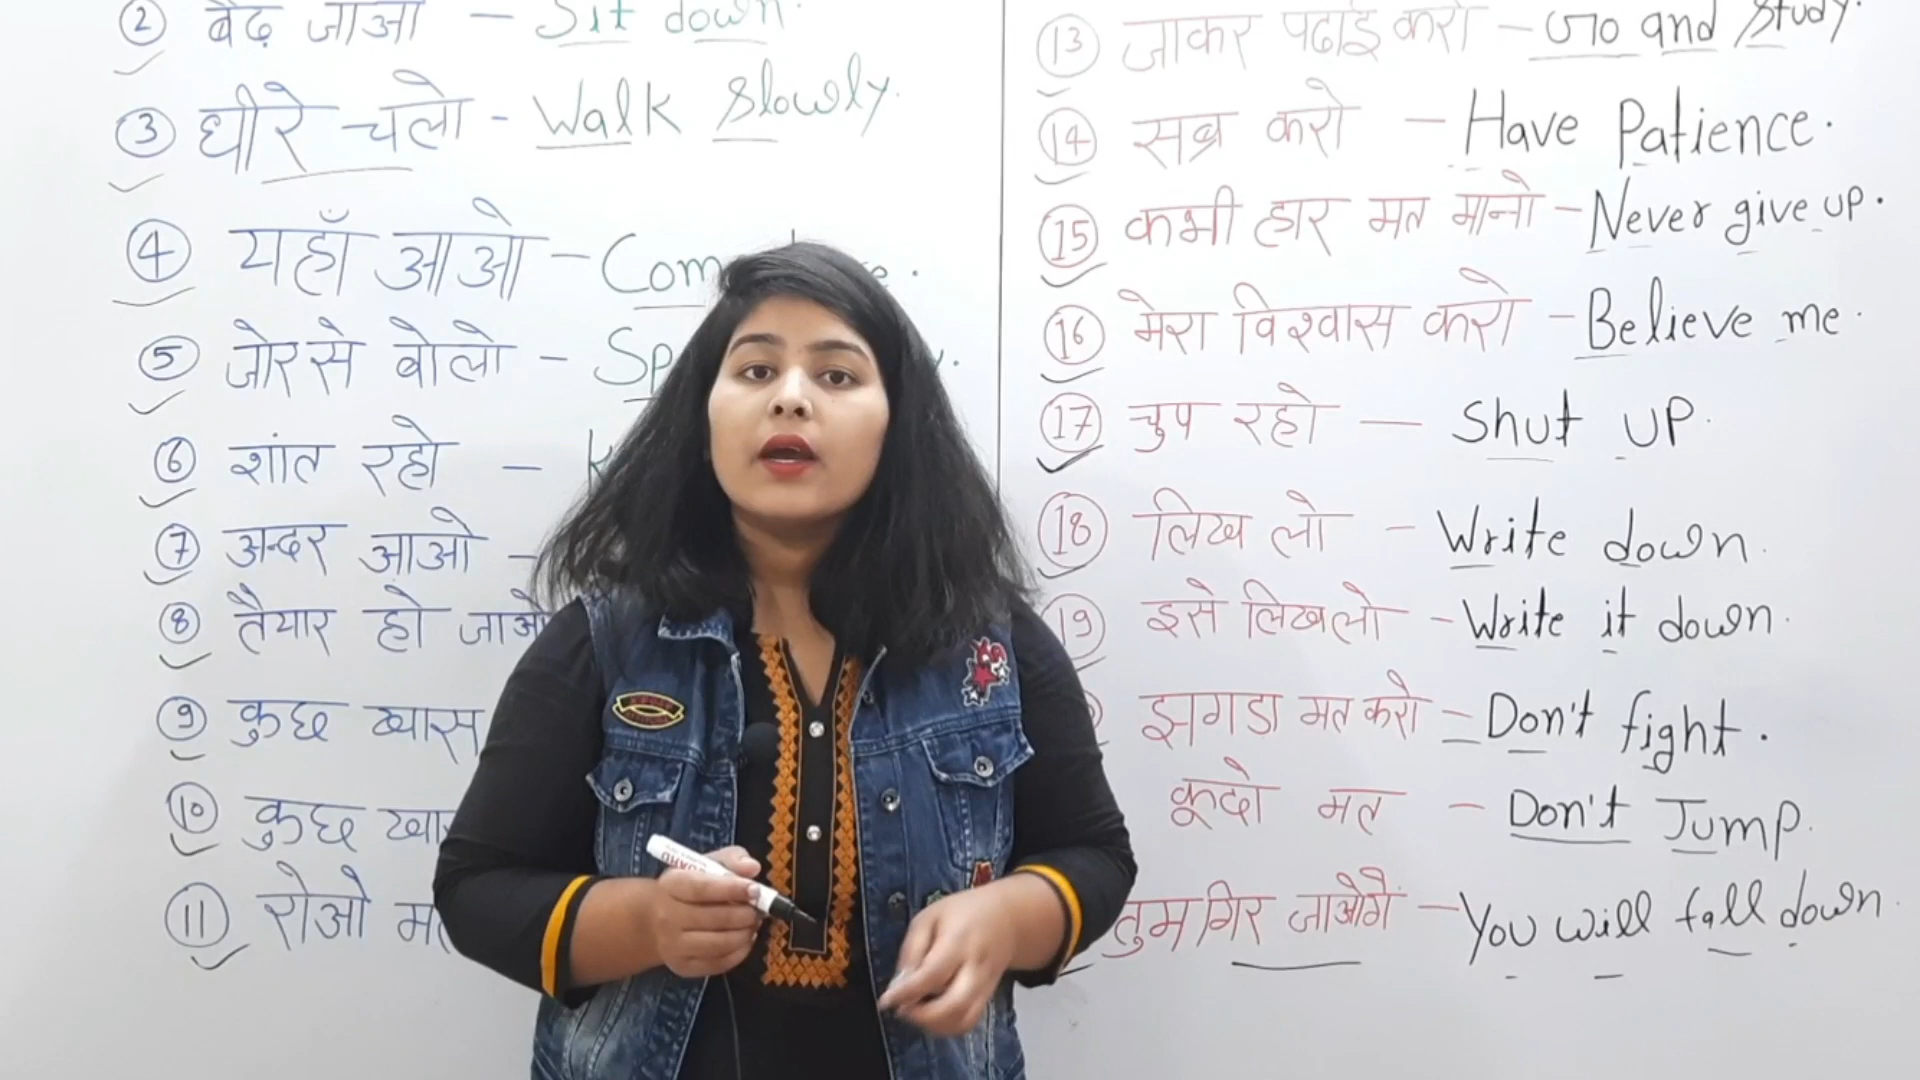 ② बैठ जाओ - Sit down.
③ धीरे चलो - Walk Slowly.
④ यहाँ आओ - Com
⑤ जोर से बोलो - Sp
⑥ शांत रहो - K
⑦ अन्दर आओ -
⑧ तैयार हो जाओ
⑨ कुछ खास
⑩ कुछ खा
⑪ रोओ म
⑬ जाकर पढाई करो - Go and Study.
⑭ सब्र करो - Have Patience.
⑮ कभी हार मत मानो - Never give up.
⑯ मेरा विश्वास करो - Believe me.
⑰ चुप रहो - Shut UP.
⑱ लिख लो - Write down.
⑲ इसे लिखलो - Write it down.
झगडा मत करो - Don't fight.
कूदो मत - Don't Jump.
तुम गिर जाओगे - You will fall down.